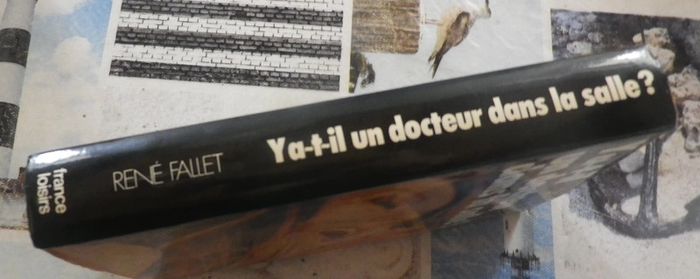 france
loisirs
RENÉ FALLET
Y a-t-il un docteur dans la salle?